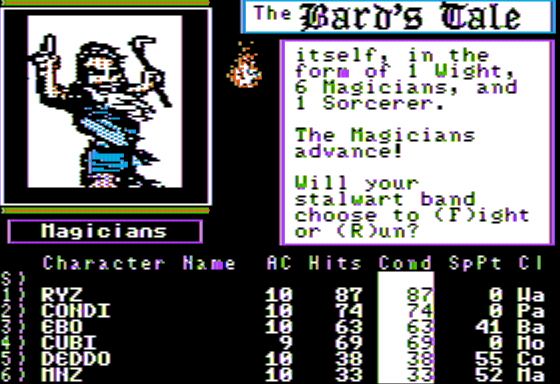 The Bard's Tale
itself, in the
form of 1 Wight,
6 Magicians, and
1 Sorcerer.
The Magicians
advance!
Will your
stalwart band
choose to (F)ight
or (R)un?
Magicians
Character Name AC Hits Cond SpPt Cl
S)
1) RYZ 10 87 87 0 Wa
2) CONDI 10 74 74 0 Pa
3) EBO 10 63 63 41 Ba
4) CUBI 9 69 69 0 Mo
5) DEDDO 10 38 38 55 Co
6) MNZ 10 33 33 52 Ma